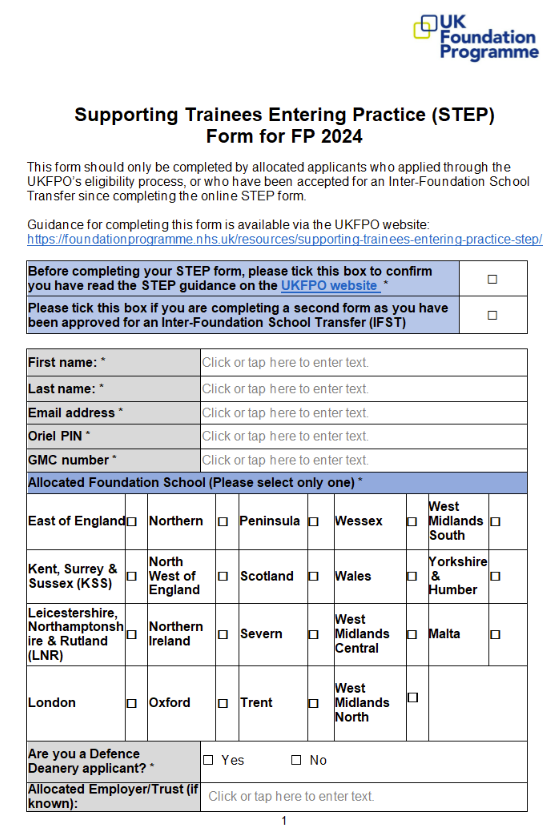 UK
Foundation
Programme
Supporting Trainees Entering Practice (STEP)
Form for FP 2024
This form should only be completed by allocated applicants who applied through the
UKFPO's eligibility process, or who have been accepted for an Inter-Foundation School
Transfer since completing the online STEP form.
Guidance for completing this form is available via the UKFPO website:
https://foundationprogramme.nhs.uk/resources/supporting-trainees-entering-practice-step/
Before completing your STEP form, please tick this box to confirm
you have read the STEP guidance on the UKFPO website *
☐
Please tick this box if you are completing a second form as you have
been approved for an Inter-Foundation School Transfer (IFST)
☐
First name: * Click or tap here to enter text.
Last name: * Click or tap here to enter text.
Email address * Click or tap here to enter text.
Oriel PIN * Click or tap here to enter text.
GMC number * Click or tap here to enter text.
Allocated Foundation School (Please select only one) *
East of England ☐
Northern ☐
Peninsula ☐
Wessex ☐
West
Midlands
South ☐
Kent, Surrey &
Sussex (KSS) ☐
North
West of
England ☐
Scotland ☐
Wales ☐
Yorkshire
&
Humber ☐
Leicestershire,
Northamptonsh
ire & Rutland
(LNR) ☐
Northern
Ireland ☐
Severn ☐
West
Midlands
Central ☐
Malta ☐
London ☐
Oxford ☐
Trent ☐
West
Midlands
North ☐
Are you a Defence
Deanery applicant? *
☐ Yes ☐ No
Allocated Employer/Trust (if
known):
Click or tap here to enter text.
1